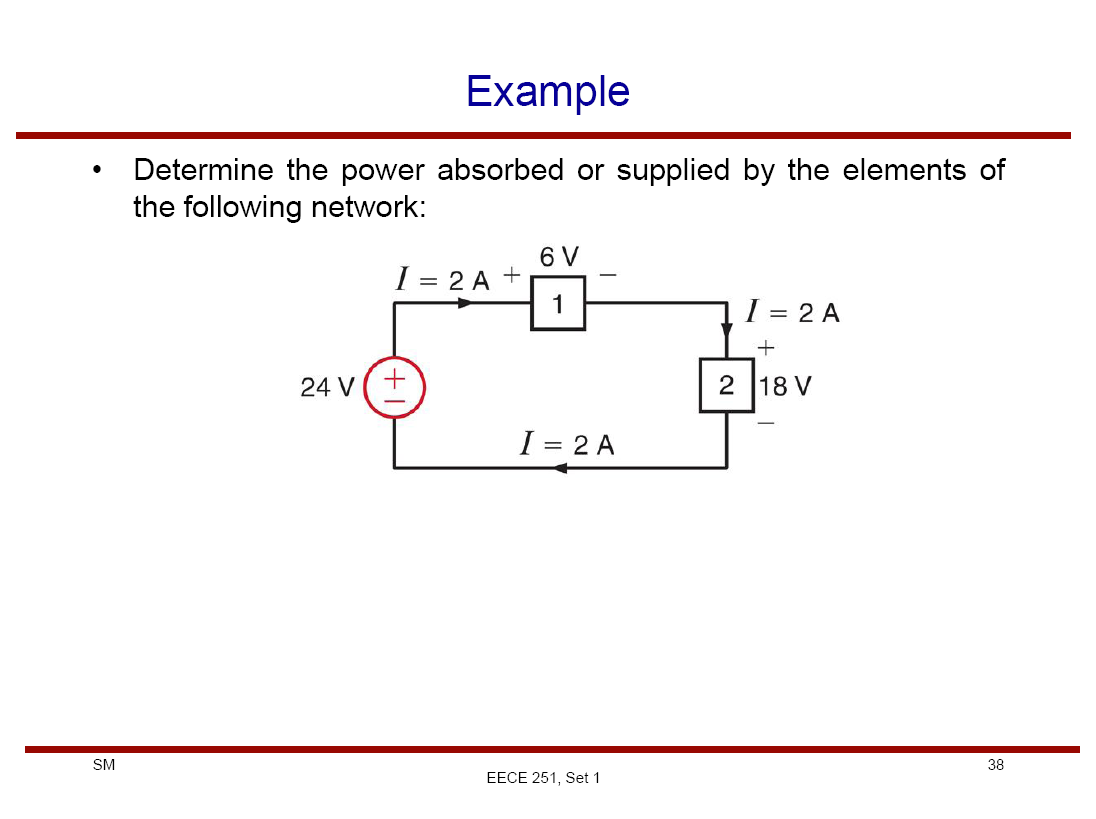 Example
• Determine the power absorbed or supplied by the elements of
the following network:
6 V
I = 2 A + −
1
I = 2 A
+
24 V + 2 18 V
−
−
I = 2 A
SM 38
EECE 251, Set 1